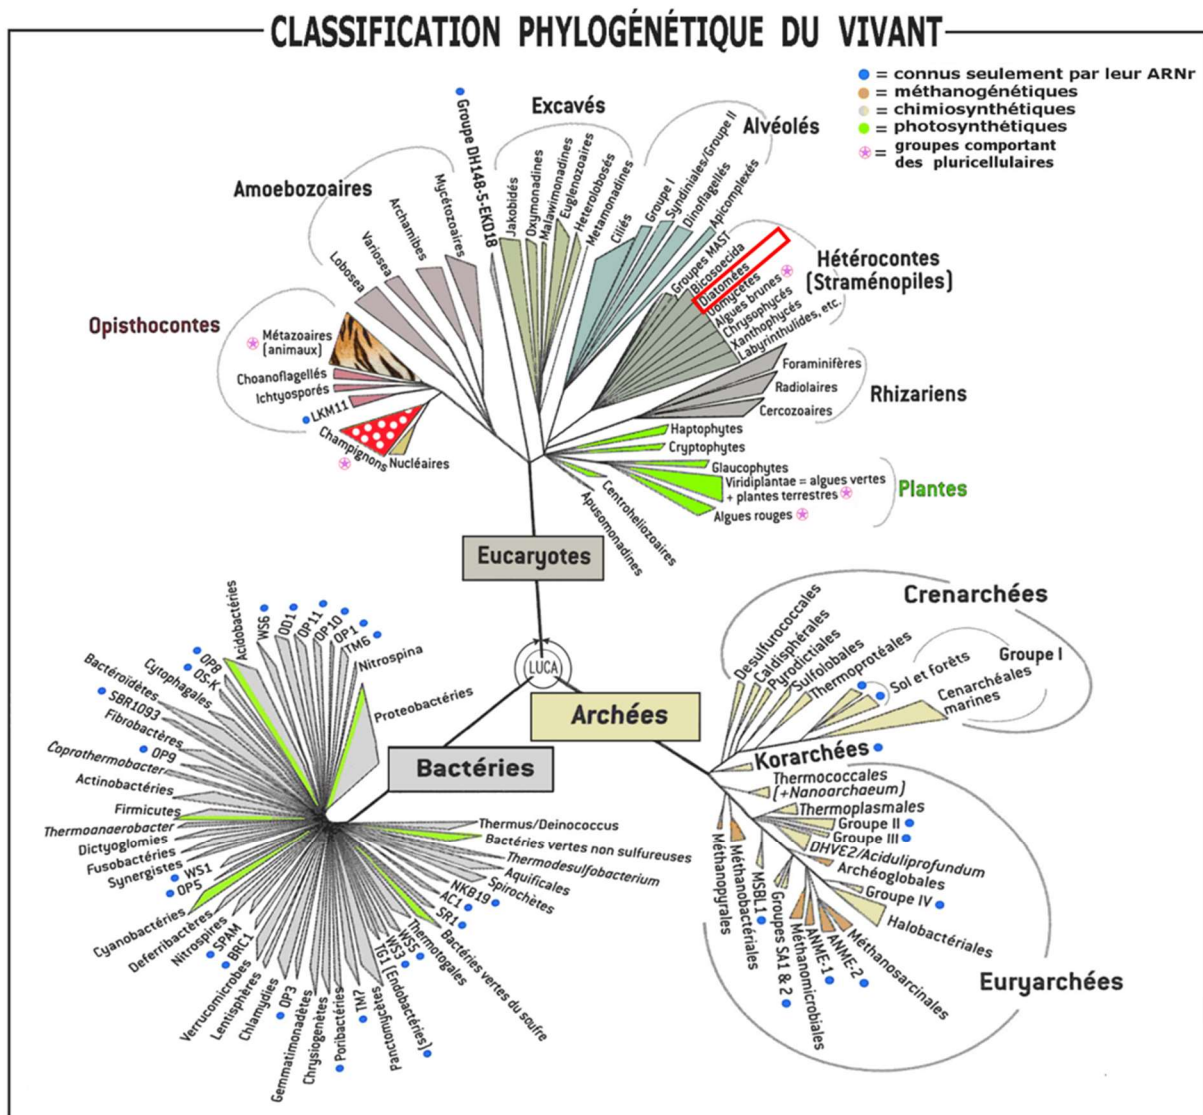 CLASSIFICATION PHYLOGÉNÉTIQUE DU VIVANT
= connus seulement par leur ARNr
= méthanogénétiques
= chimiosynthétiques
= photosynthétiques
= groupes comportant
des pluricellulaires
Amoebozoaires
Lobosea
Variosea
Archamibes
Mycétozoaires
Groupe DH148-5-EKD18
Excavés
Jakobidés
Oxymonadines
Malawimonadines
Euglenozoaires
Heterolobosés
Metamonadines
Alvéolés
Ciliés
Groupe I
Syndiniales/Groupe II
Dinoflagellés
Apicomplexés
Hétérocontes
(Straménopiles)
Groupes MAST
Bicosoecida
Diatomées
Oomycetes
Algues brunes
Chrysophycés
Xanthophycés
Labyrinthulides, etc.
Rhizariens
Foraminifères
Radiolaires
Cercozoaires
Opisthocontes
Métazoaires
(animaux)
Choanoflagellés
Ichtyosporés
LKM11
Champignons
Nucléaires
Haptophytes
Cryptophytes
Plantes
Glaucophytes
Viridiplantae = algues vertes
+ plantes terrestres
Algues rouges
Centroheliozoaires
Apusomonadines
Eucaryotes
LUCA
Archées
Bactéries
Crenarchées
Desulfurococcales
Caldisphérales
Pyrodictiales
Sulfolobales
Thermoprotéales
Sol et forêts
Groupe I
Cenarchéales
marines
Korarchées
Thermococcales
(+Nanoarchaeum)
Thermoplasmales
Groupe II
Groupe III
DHVE2/Aciduliprofundum
Archéoglobales
Groupe IV
Halobactériales
Méthanosarcinales
ANME-2
ANME-1
Méthanomicrobiales
Groupes SA1 & 2
MSBL1
Méthanobactériales
Méthanopyrales
Euryarchées
Acidobactéries
WS6
OD1
OP11
OP10
OP1
TM6
Nitrospina
Proteobactéries
OP8
OS-K
Cytophagales
Bactéroïdètes
SBR1093
Fibrobactères
OP9
Coprothermobacter
Actinobactéries
Firmicutes
Thermoanaerobacter
Dictyoglomies
Fusobactéries
Synergistes
WS1
OP5
Cyanobactéries
Deferribactères
Nitrospires
SPAM
BRC1
Verrucomicrobes
Lentisphères
Chlamydies
OP3
Gemmatimonadètes
Chrysiogenètes
Poribactéries
TM7
Planctomycètes
TG1 (Endobactéries)
WS3
WS5
Thermotogales
Bactéries vertes du soufre
SR1
AC1
NKB19
Spirochètes
Aquificales
Thermodesulfobacterium
Bactéries vertes non sulfureuses
Thermus/Deinococcus